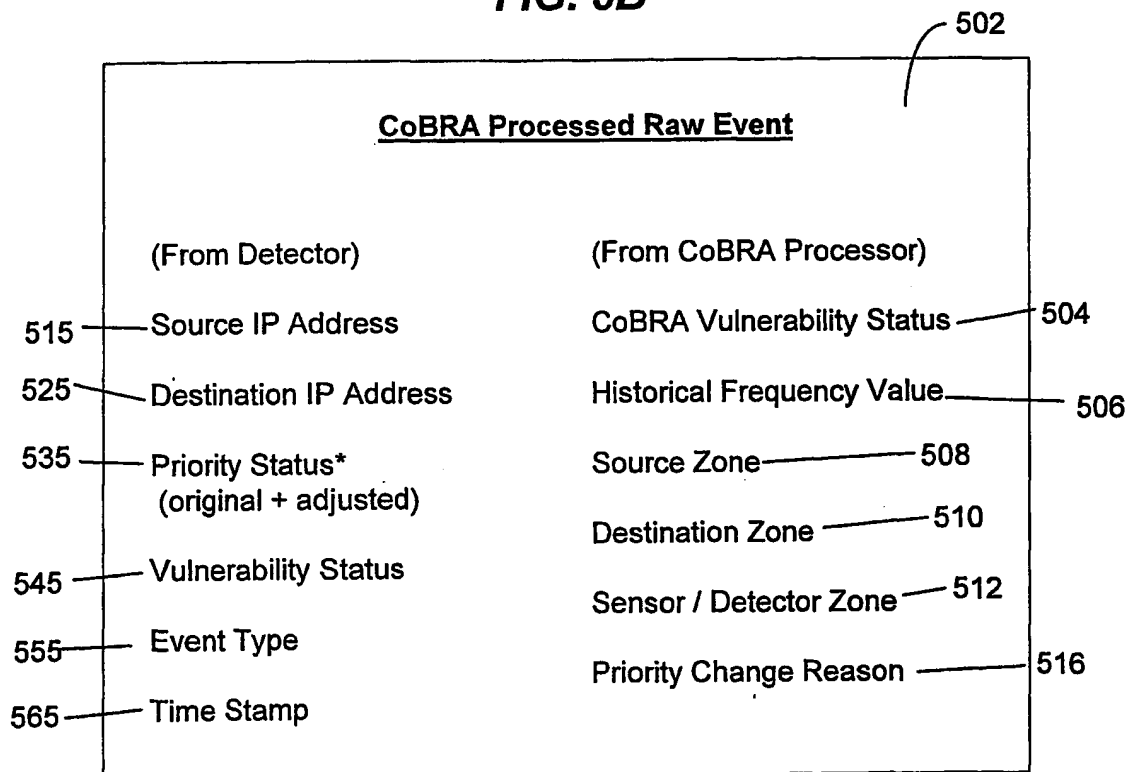 502
CoBRA Processed Raw Event
(From Detector)
(From CoBRA Processor)
515 Source IP Address
CoBRA Vulnerability Status 504
525 Destination IP Address
Historical Frequency Value 506
535 Priority Status*
(original + adjusted)
Source Zone 508
Destination Zone 510
545 Vulnerability Status
Sensor / Detector Zone 512
555 Event Type
Priority Change Reason 516
565 Time Stamp